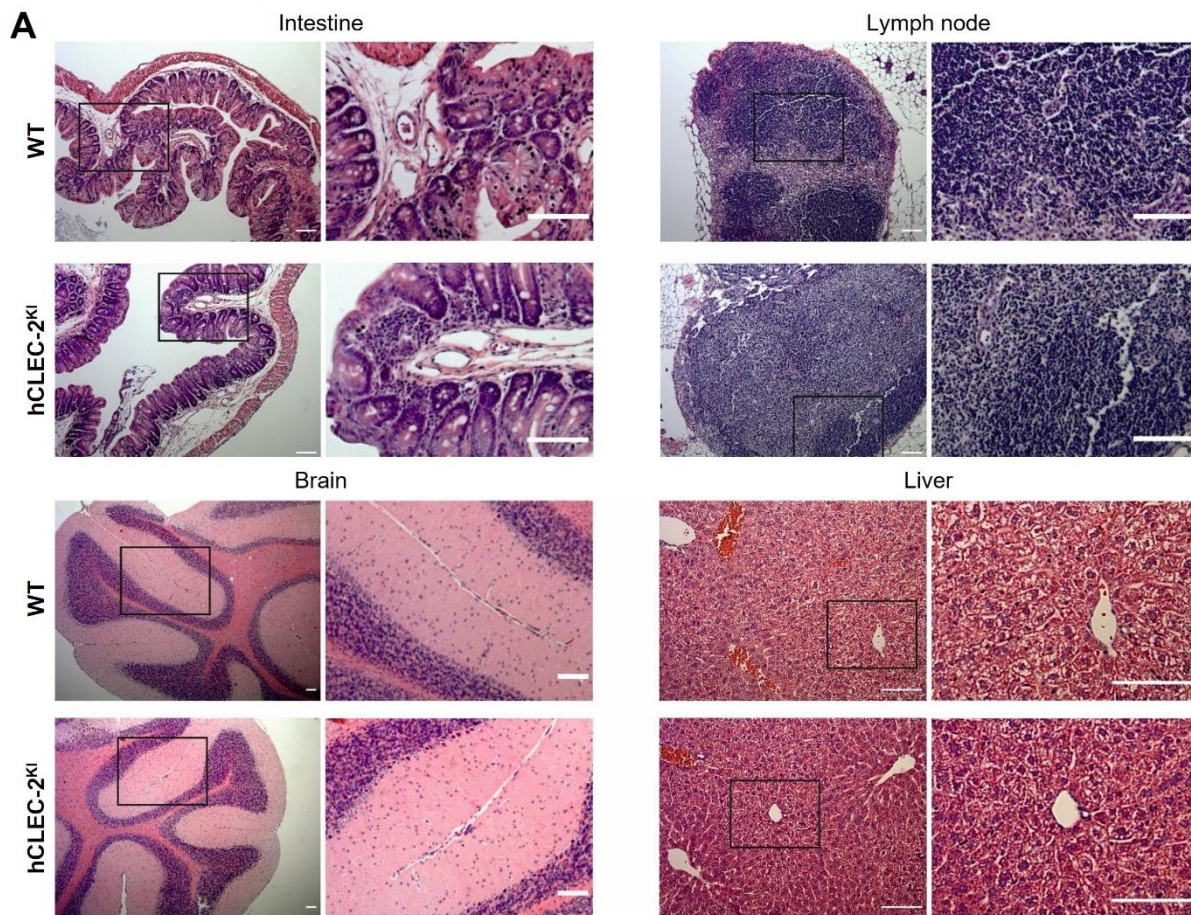 A
Intestine
Lymph node
WT
hCLEC-2ᴷᴵ
Brain
Liver
WT
hCLEC-2ᴷᴵ